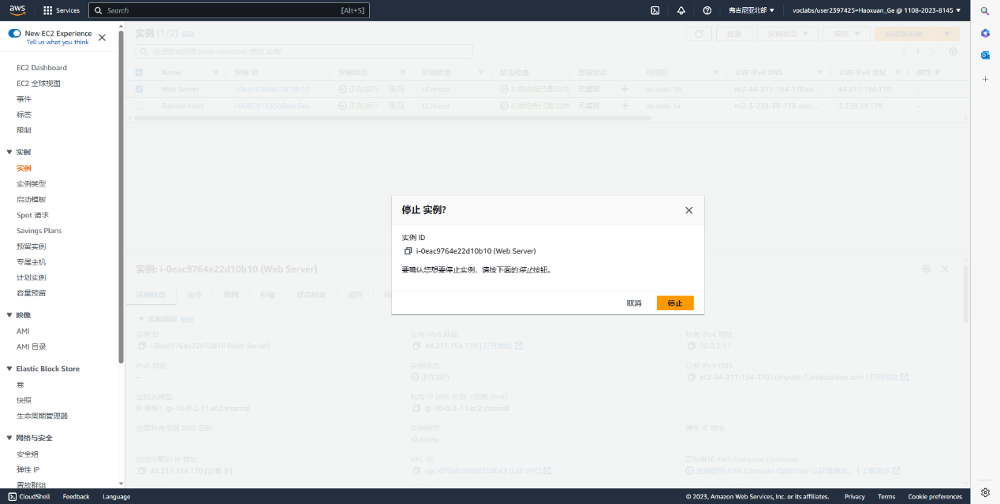 aws
Services
Search
[Alt+S]
弗吉尼亚北部
voclabs/user2397425=Haoxuan_Ge @ 1108-2023-8145
New EC2 Experience
Tell us what you think
EC2 Dashboard
EC2 全球视图
事件
标签
限制
实例
实例
实例类型
启动模板
Spot 请求
Savings Plans
预留实例
专属主机
计划实例
容量预留
映像
AMI
AMI 目录
Elastic Block Store
卷
快照
生命周期管理器
网络与安全
安全组
弹性 IP
置放群组
实例 (1/2) 信息
连接
实例状态
操作
启动新实例
按属性或标签 (case-sensitive) 查找 实例
1
Name
实例 ID
实例状态
实例类型
状态检查
警报状态
可用区
公有 IPv4 DNS
公有 IPv4 地址
弹性 IP
Web Server
i-0eac9764e22d10b10
正在运行
t2.micro
2 项检查已通过(共
无警报
us-east-1b
ec2-44-211-154-170.co...
44.211.154.170
–
Bastion Host
正在运行
t2.micro
2 项检查已通过(共
无警报
us-east-1a
ec2-3-239-39-179.com...
3.239.39.179
–
停止 实例?
实例 ID
i-0eac9764e22d10b10 (Web Server)
要确认您想要停止实例，请按下面的停止按钮。
取消
停止
实例: i-0eac9764e22d10b10 (Web Server)
详细信息
安全
联网
存储
状态检查
监控
实例摘要 信息
实例 ID
i-0eac9764e22d10b10 (Web Server)
公有 IPv4 地址
44.211.154.170 | 打开地址
私有 IPv4 地址
10.0.2.11
IPv6 地址
–
实例状态
正在运行
公有 IPv4 DNS
ec2-44-211-154-170.compute-1.amazonaws.com | 打开地址
主机名类型
IP 名称: ip-10-0-2-11.ec2.internal
私有 IP DNS 名称（仅限 IPv4）
ip-10-0-2-11.ec2.internal
应答私有资源 DNS 名称
–
实例类型
t2.micro
弹性 IP 地址
–
自动分配的 IP 地址
44.211.154.170 [公有 IP]
VPC ID
(Lab VPC)
正在发现 AWS Compute Optimizer
选择使用 AWS Compute Optimizer 以获得建议。 | 了解更多
CloudShell
Feedback
Language
© 2023, Amazon Web Services, Inc. or its affiliates.
Privacy
Terms
Cookie preferences